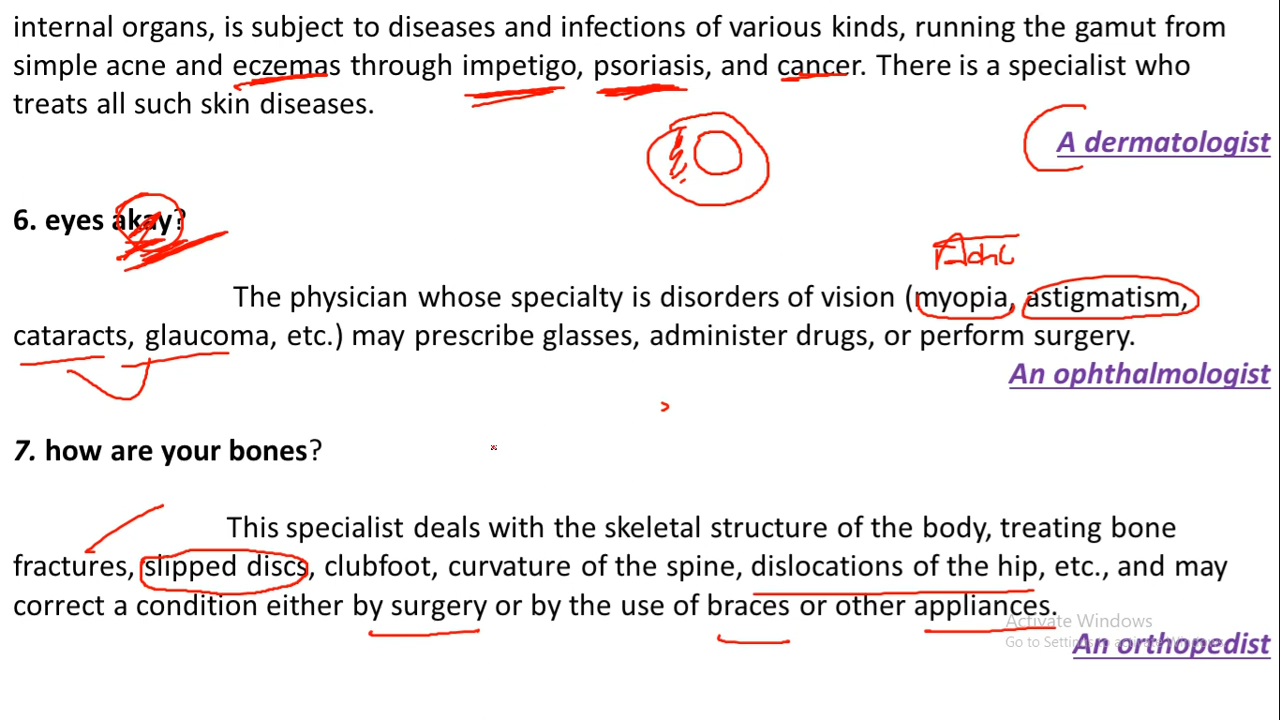 internal organs, is subject to diseases and infections of various kinds, running the gamut from
simple acne and eczemas through impetigo, psoriasis, and cancer. There is a specialist who
treats all such skin diseases.
A dermatologist
6. eyes akay?
The physician whose specialty is disorders of vision (myopia, astigmatism,
cataracts, glaucoma, etc.) may prescribe glasses, administer drugs, or perform surgery.
An ophthalmologist
7. how are your bones?
This specialist deals with the skeletal structure of the body, treating bone
fractures, slipped discs, clubfoot, curvature of the spine, dislocations of the hip, etc., and may
correct a condition either by surgery or by the use of braces or other appliances.
Activate Windows
An orthopedist